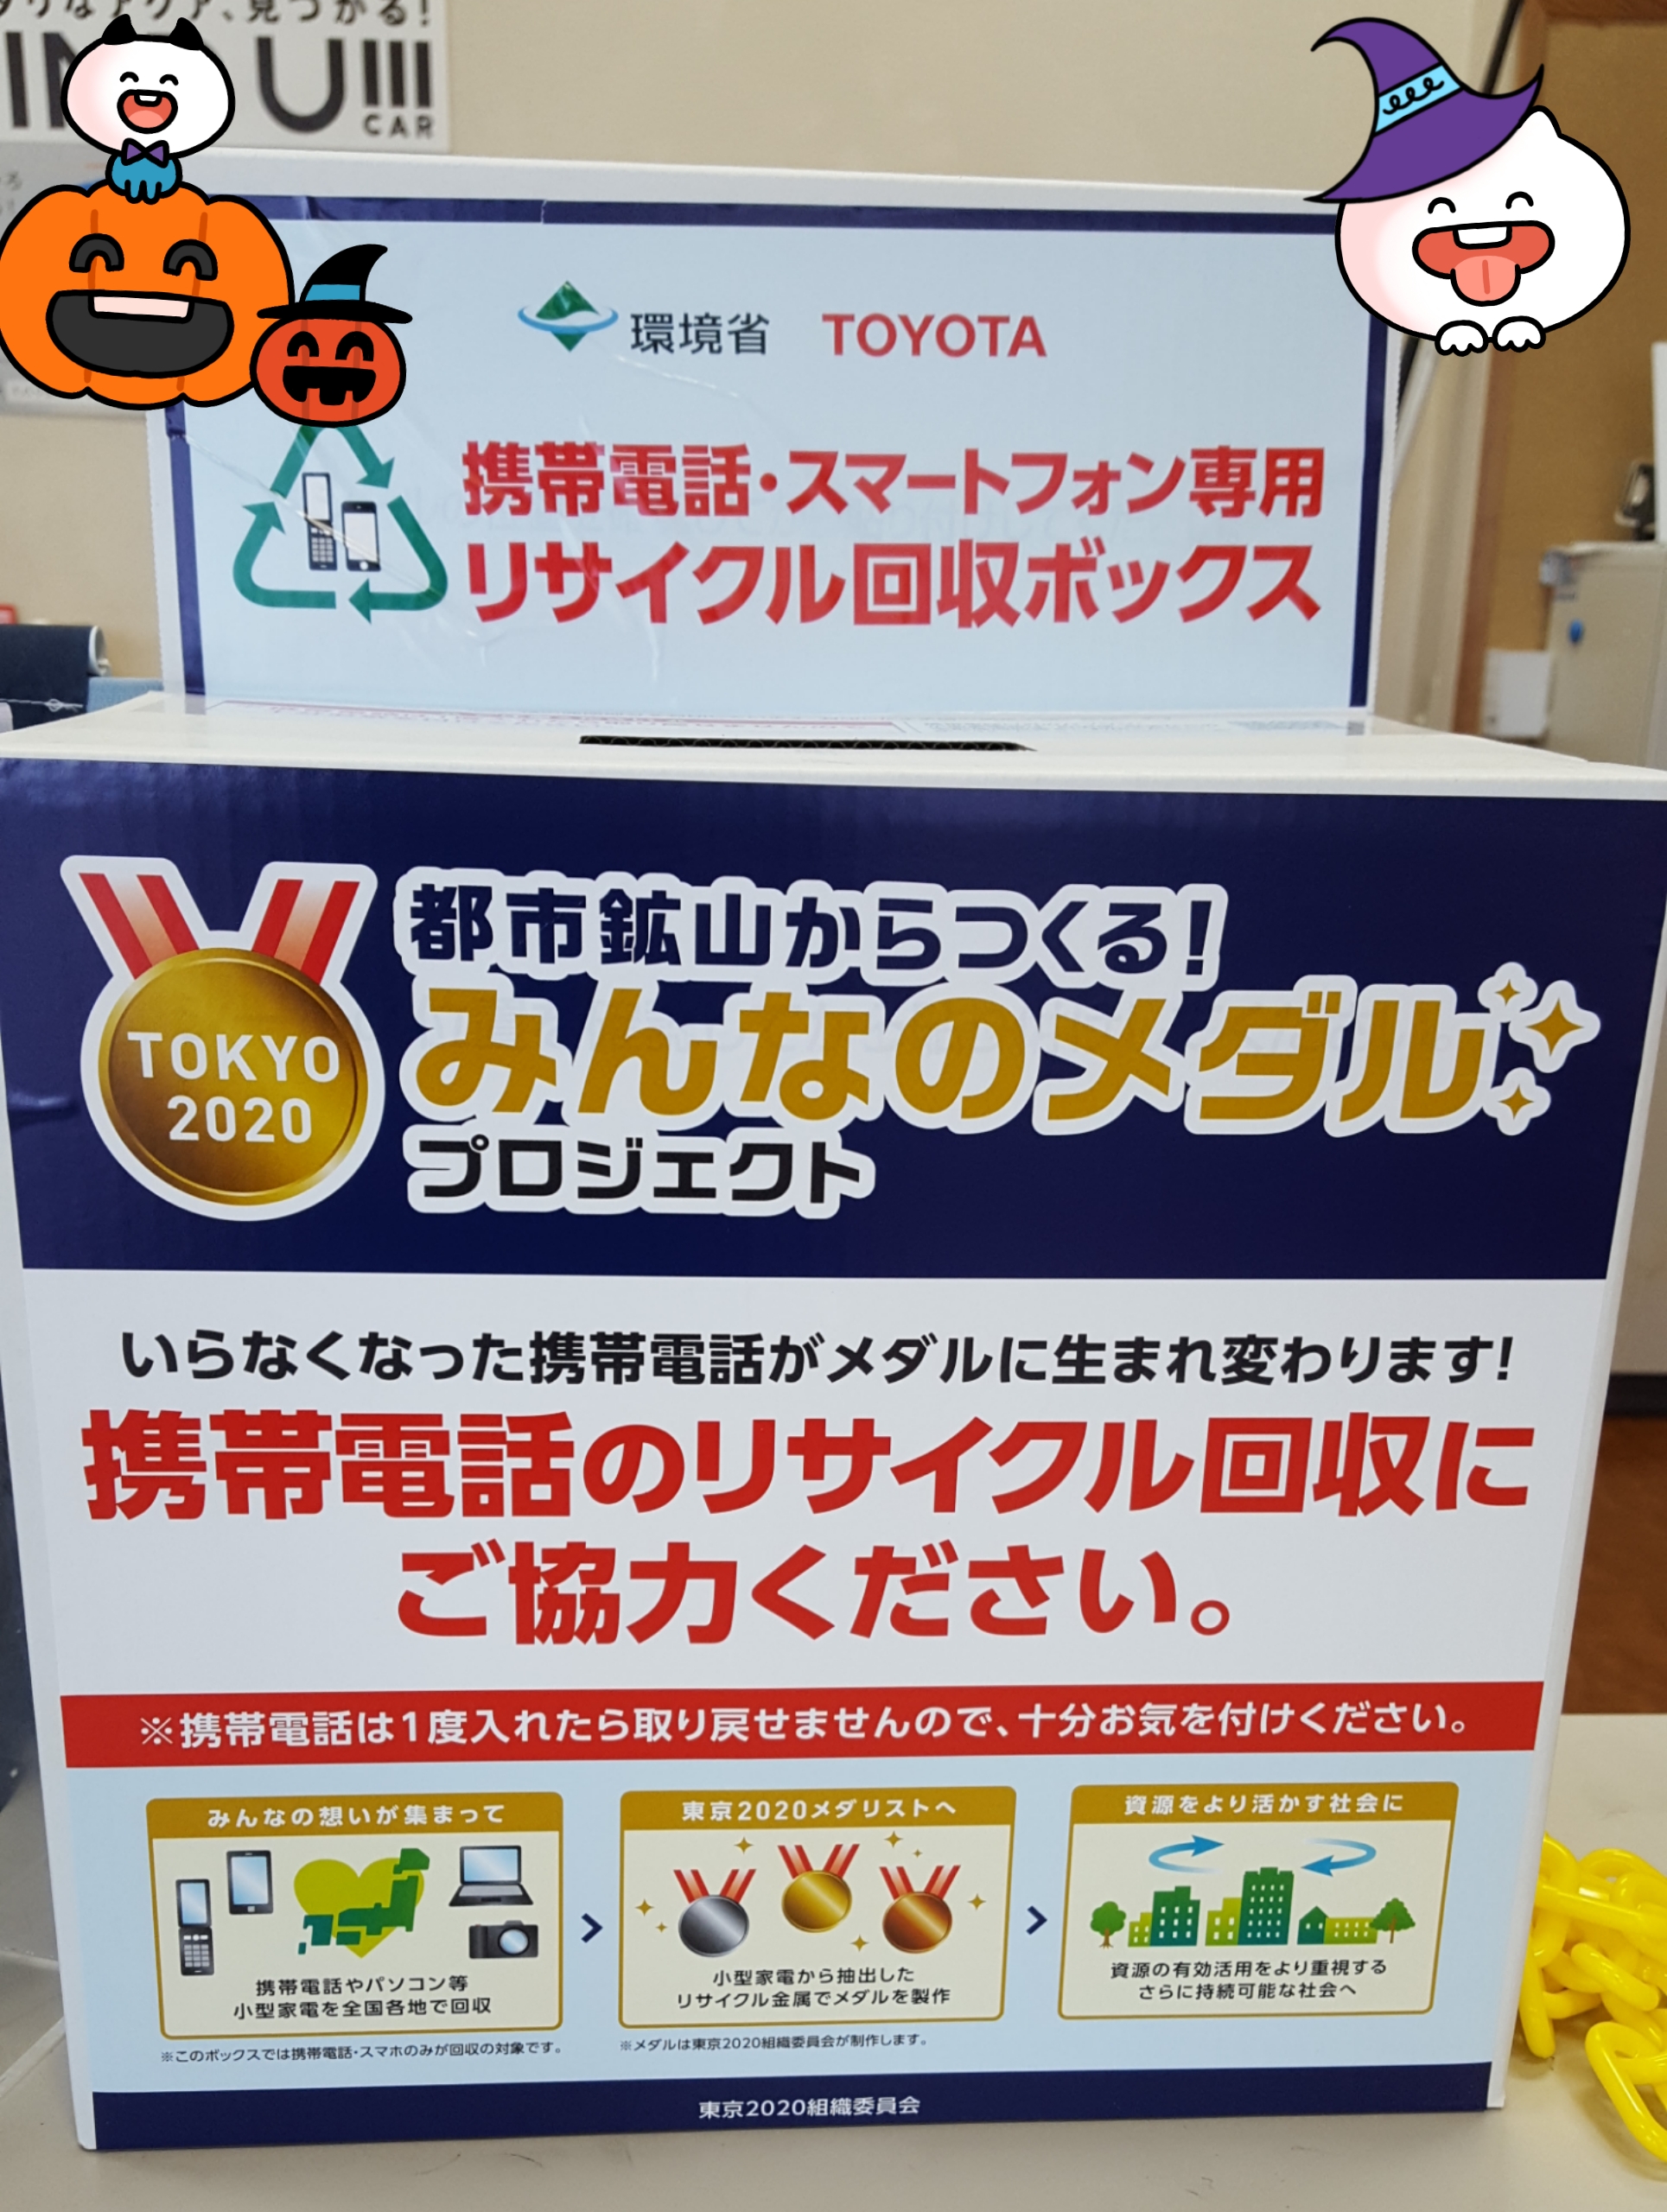 見つかる!
CAR
環境省 TOYOTA
携帯電話・スマートフォン専用
リサイクル回収ボックス
TOKYO
2020
都市鉱山からつくる!
みんなのメダル
プロジェクト
いらなくなった携帯電話がメダルに生まれ変わります!
携帯電話のリサイクル回収に
ご協力ください。
※携帯電話は1度入れたら取り戻せませんので、十分お気を付けください。
みんなの想いが集まって
携帯電話やパソコン等
小型家電を全国各地で回収
※このボックスでは携帯電話・スマホのみが回収の対象です。
東京2020メダリストへ
小型家電から抽出した
リサイクル金属でメダルを製作
※メダルは東京2020組織委員会が制作します。
資源をより活かす社会に
資源の有効活用をより重視する
さらに持続可能な社会へ
東京2020組織委員会